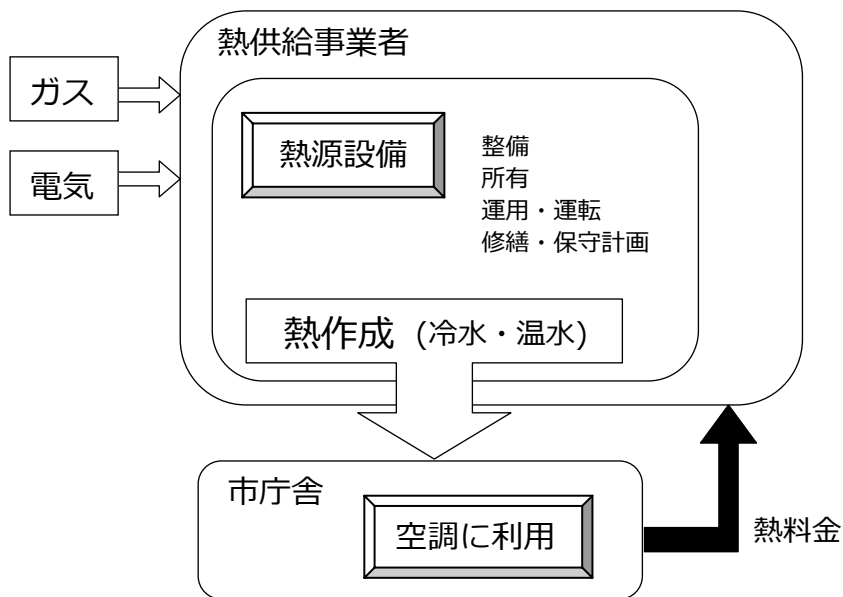 熱供給事業者
ガス
電気
熱源設備
整備
所有
運用・運転
修繕・保守計画
熱作成 (冷水・温水)
市庁舎
空調に利用
熱料金